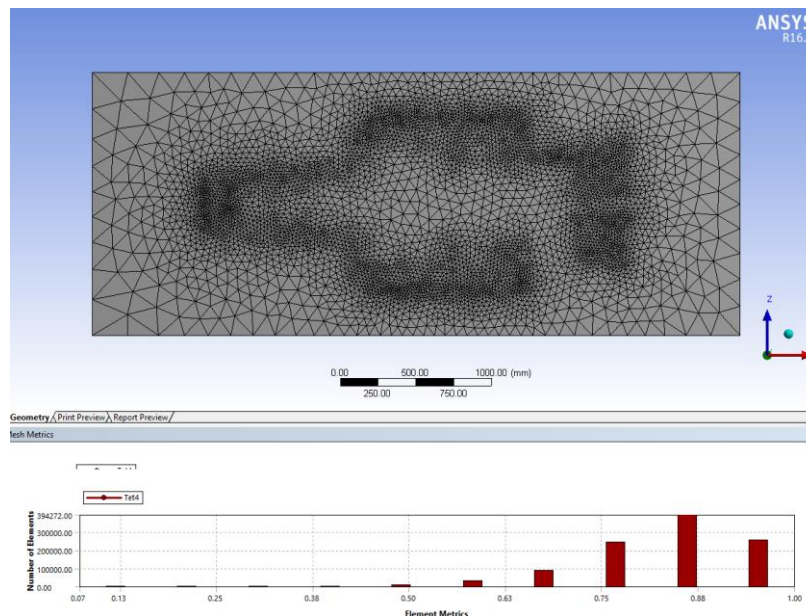 ANSYS
R16.
Z
0.00 500.00 1000.00 (mm)
250.00 750.00
Geometry Print Preview Report Preview
Mesh Metrics
Tet4
Number of Elements
394272.00
300000.00
200000.00
100000.00
0.00
0.07 0.13 0.25 0.38 0.50 0.63 0.75 0.88 1.00
Element Metrics